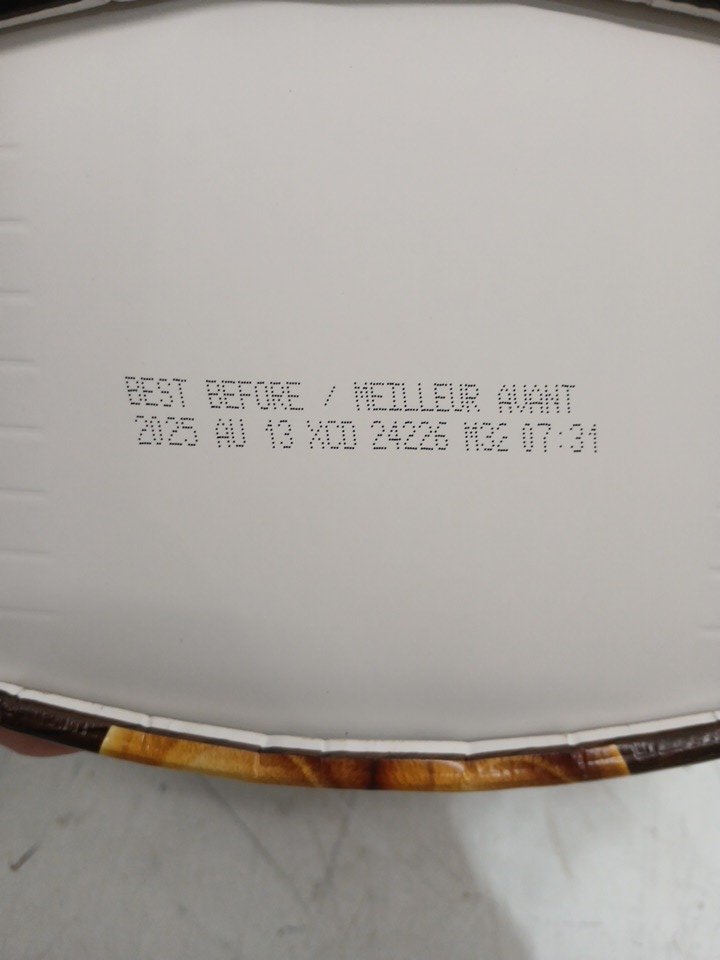 BEST BEFORE / MEILLEUR AVANT
2025 AU 13 XCD 24226 M32 07:31